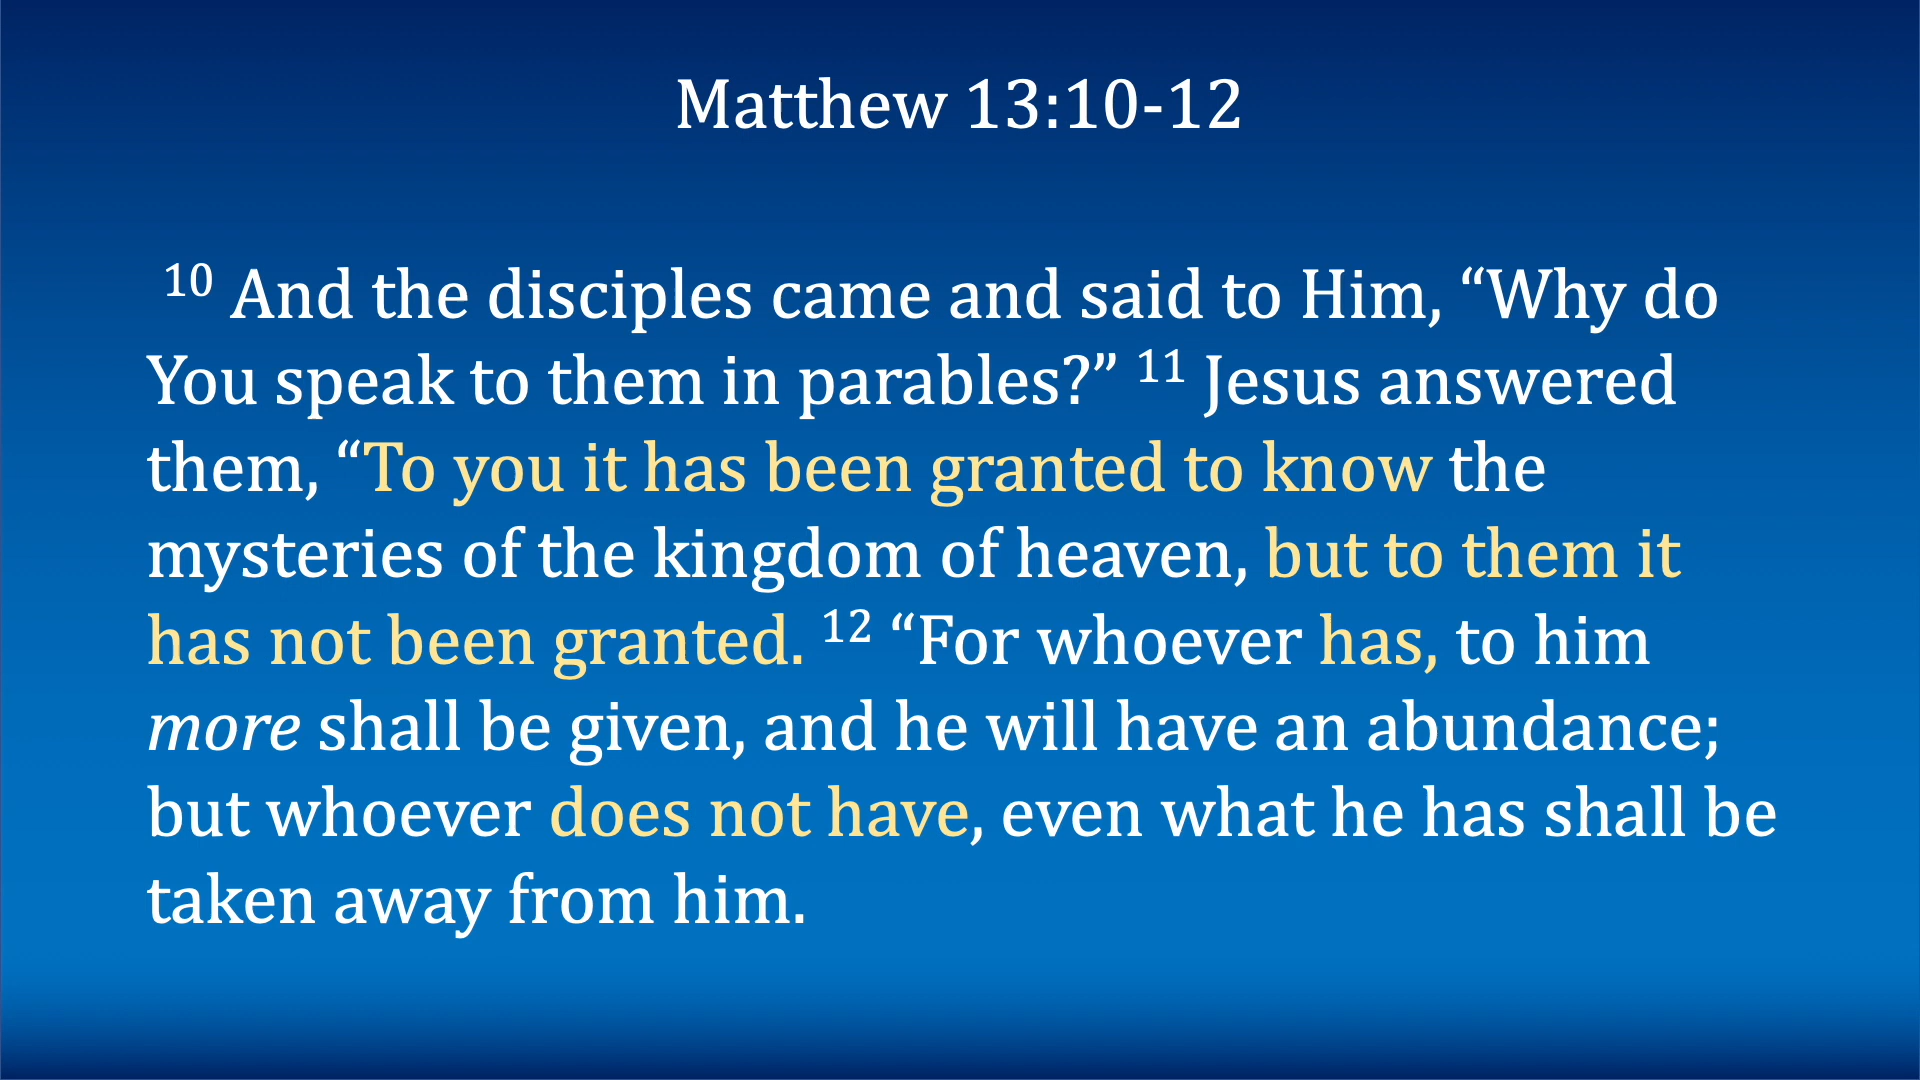 Matthew 13:10-12
10 And the disciples came and said to Him, “Why do
You speak to them in parables?” 11 Jesus answered
them, “To you it has been granted to know the
mysteries of the kingdom of heaven, but to them it
has not been granted. 12 “For whoever has, to him
more shall be given, and he will have an abundance;
but whoever does not have, even what he has shall be
taken away from him.